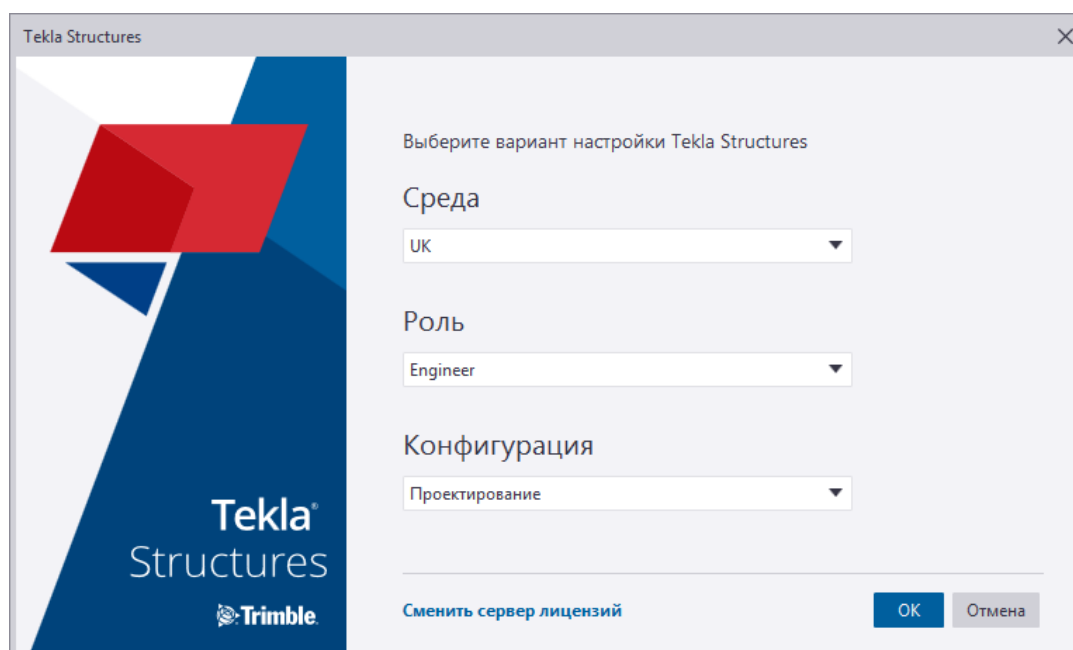 Tekla Structures
Выберите вариант настройки Tekla Structures
Среда
UK
Роль
Engineer
Конфигурация
Проектирование
Tekla®
Structures
Trimble.
Сменить сервер лицензий
OK
Отмена